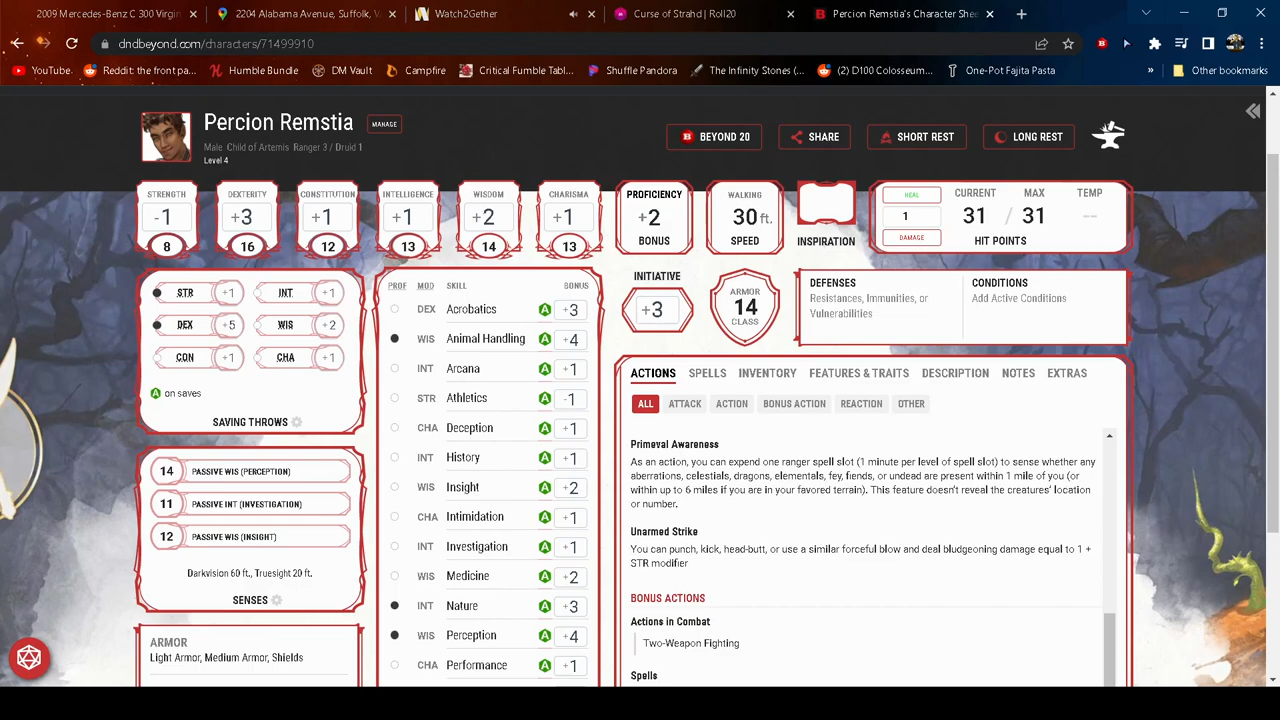 2009 Mercedes-Benz C 300 Virgin
2204 Alabama Avenue, Suffolk, V
Watch2Gether
Curse of Strahd | Roll20
Percion Remstia's Character She
dndbeyond.com/characters/71499910
YouTube
Reddit: the front pa...
Humble Bundle
DM Vault
Campfire
Critical Fumble Tabl...
Shuffle Pandora
The Infinity Stones (...
(2) D100 Colosseum...
One-Pot Fajita Pasta
Other bookmarks
Percion Remstia
MANAGE
Male Child of Artemis Ranger 3 / Druid 1
Level 4
BEYOND 20
SHARE
SHORT REST
LONG REST
STRENGTH
-1
8
DEXTERITY
+3
16
CONSTITUTION
+1
12
INTELLIGENCE
+1
13
WISDOM
+2
14
CHARISMA
+1
13
PROFICIENCY
+2
BONUS
WALKING
30 ft.
SPEED
INSPIRATION
HEAL
1
DAMAGE
CURRENT
31
/
MAX
31
TEMP
--
HIT POINTS
STR +1
INT +1
DEX +5
WIS +2
CON +1
CHA +1
A on saves
SAVING THROWS
14 PASSIVE WIS (PERCEPTION)
11 PASSIVE INT (INVESTIGATION)
12 PASSIVE WIS (INSIGHT)
Darkvision 60 ft., Truesight 20 ft.
SENSES
ARMOR
Light Armor, Medium Armor, Shields
PROF MOD SKILL BONUS
DEX Acrobatics A +3
WIS Animal Handling A +4
INT Arcana A +1
STR Athletics A -1
CHA Deception A +1
INT History A +1
WIS Insight A +2
CHA Intimidation A +1
INT Investigation A +1
WIS Medicine A +2
INT Nature A +3
WIS Perception A +4
CHA Performance A +1
INITIATIVE
+3
ARMOR
14
CLASS
DEFENSES
Resistances, Immunities, or
Vulnerabilities
CONDITIONS
Add Active Conditions
ACTIONS
SPELLS
INVENTORY
FEATURES & TRAITS
DESCRIPTION
NOTES
EXTRAS
ALL
ATTACK
ACTION
BONUS ACTION
REACTION
OTHER
Primeval Awareness
As an action, you can expend one ranger spell slot (1 minute per level of spell slot) to sense whether any
aberrations, celestials, dragons, elementals, fey, fiends, or undead are present within 1 mile of you (or
within up to 6 miles if you are in your favored terrain). This feature doesn't reveal the creatures' location
or number.
Unarmed Strike
You can punch, kick, head-butt, or use a similar forceful blow and deal bludgeoning damage equal to 1 +
STR modifier
BONUS ACTIONS
Actions in Combat
Two-Weapon Fighting
Spells